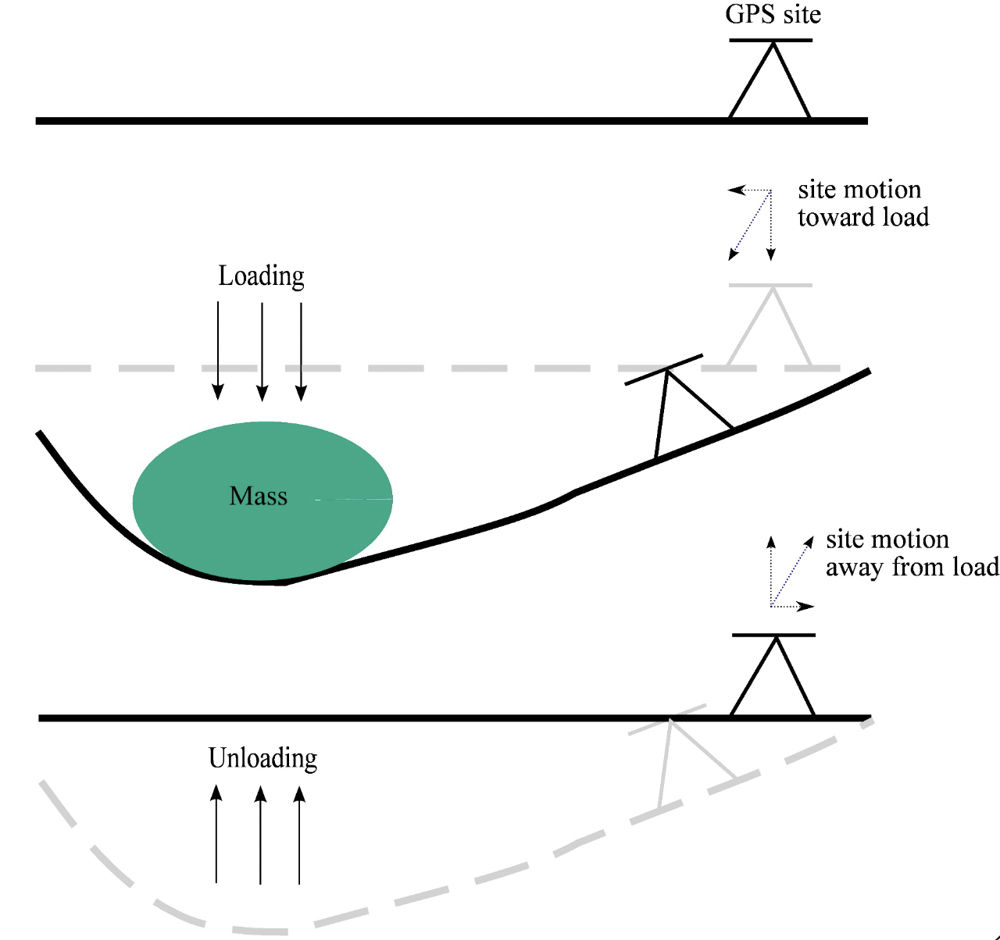 GPS site
site motion
toward load
Loading
Mass
site motion
away from load
Unloading